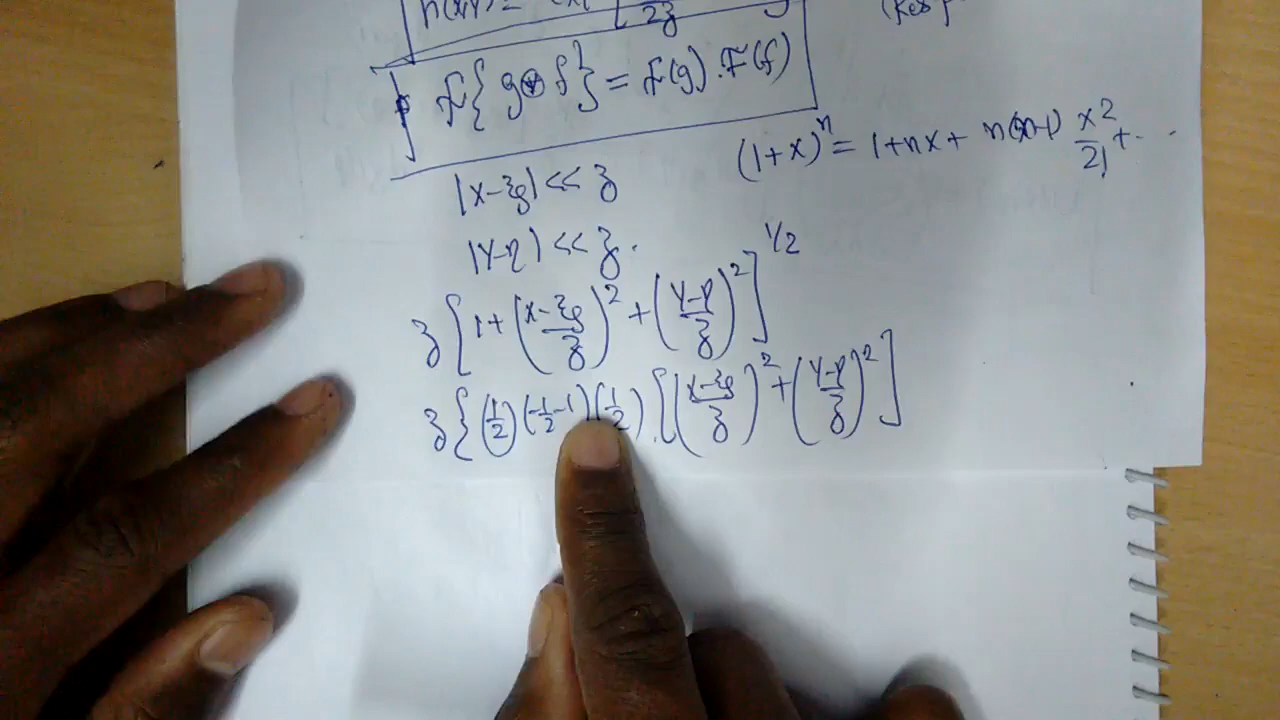 h(x,y) =
2z
F{ g⊛f } = F(g) . F(f)
(1+x)^n = 1+nx+ n(n-1) x^2/2! + ...
|x-ξ| << z
|y-η| << z.
z [ 1+ ((x-ξ)/z)^2 + ((y-η)/z)^2 ]^1/2
z { (1/2) (-1/2-1) (1/2) . [ ((x-ξ)/z)^2 + ((y-η)/z)^2 ]